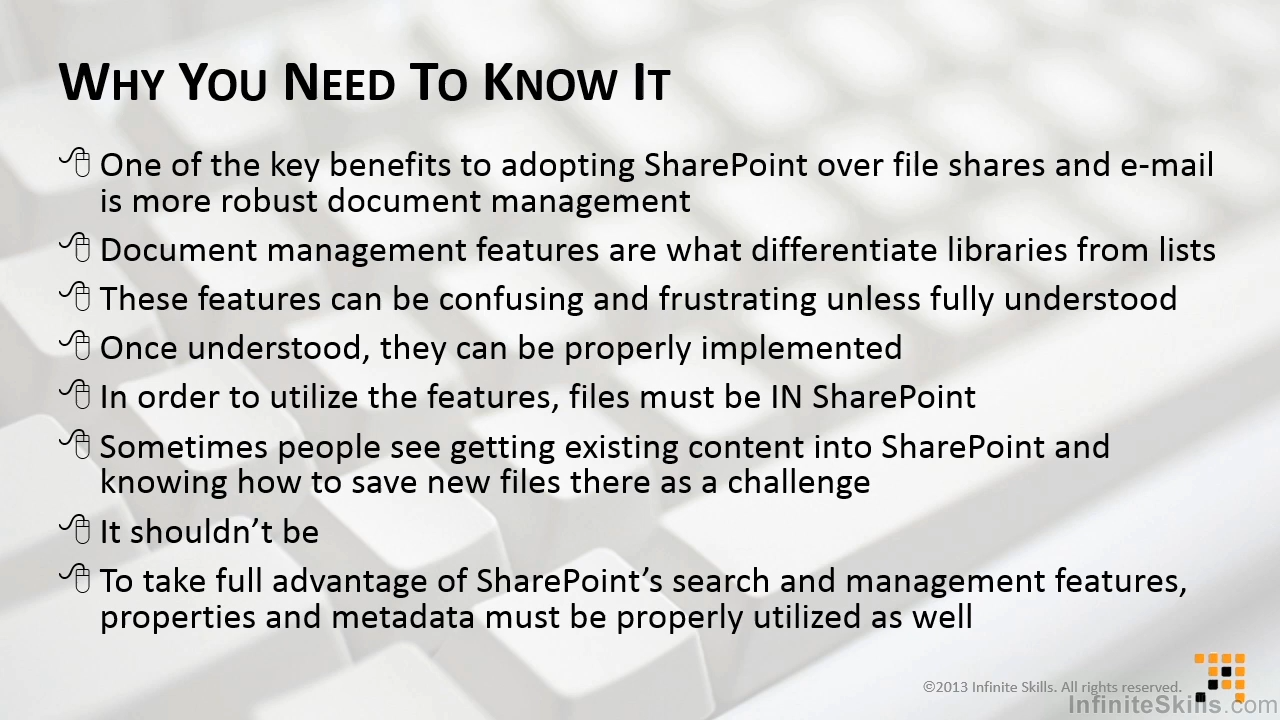 WHY YOU NEED TO KNOW IT
One of the key benefits to adopting SharePoint over file shares and e-mail
is more robust document management
Document management features are what differentiate libraries from lists
These features can be confusing and frustrating unless fully understood
Once understood, they can be properly implemented
In order to utilize the features, files must be IN SharePoint
Sometimes people see getting existing content into SharePoint and
knowing how to save new files there as a challenge
It shouldn’t be
To take full advantage of SharePoint’s search and management features,
properties and metadata must be properly utilized as well
©2013 Infinite Skills. All rights reserved.
InfiniteSkills.com